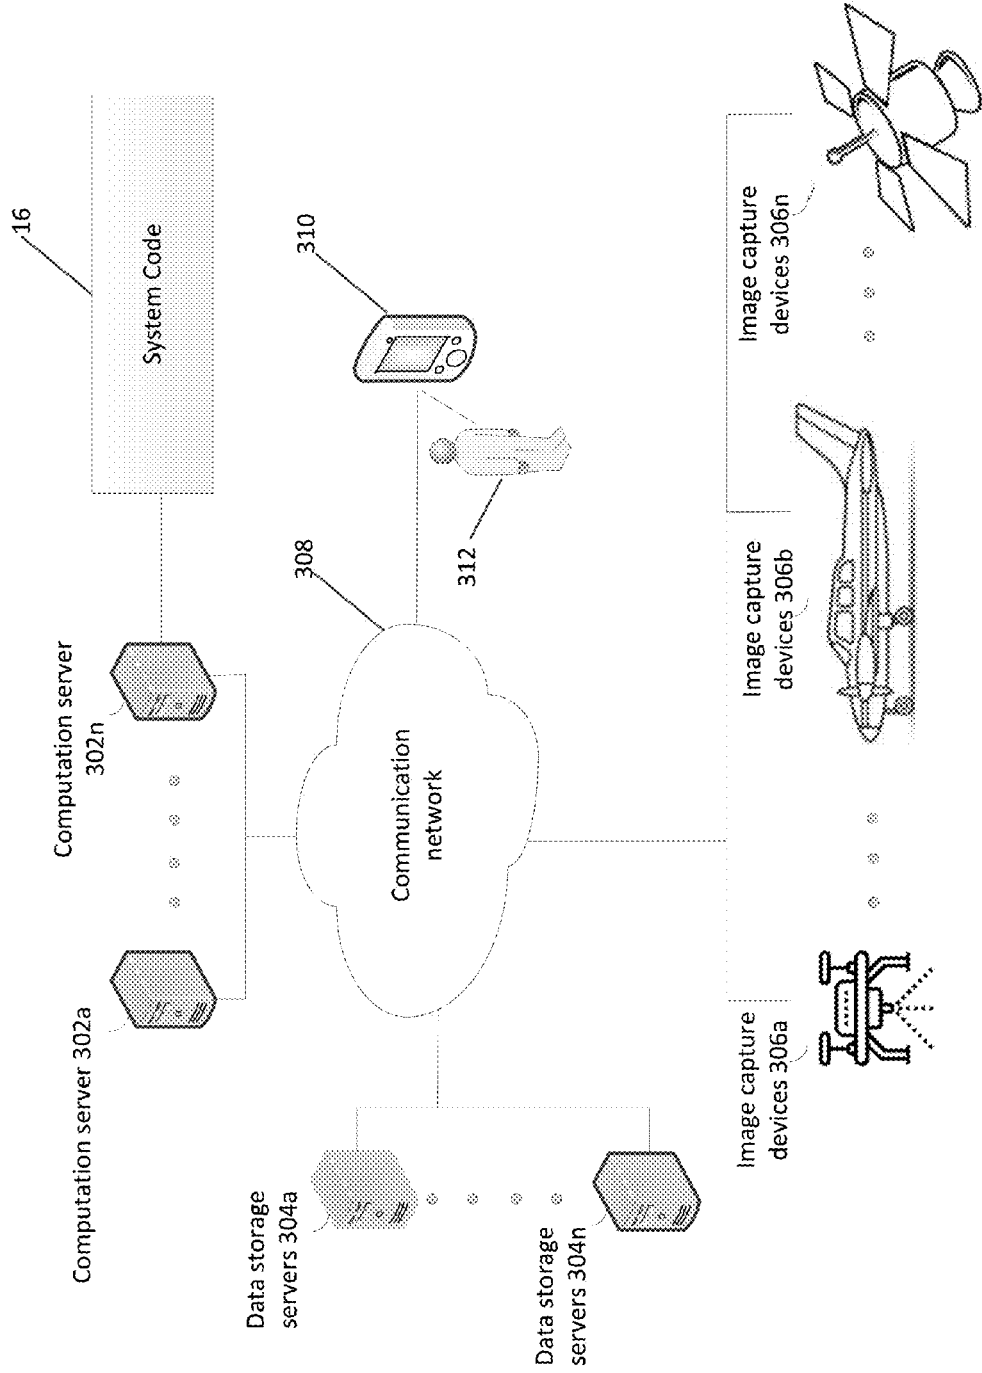 16
System Code
Computation server
302n
Computation server 302a
310
308
312
Communication
network
Data storage
servers 304a
Data storage
servers 304n
Image capture
devices 306a
Image capture
devices 306b
Image capture
devices 306n